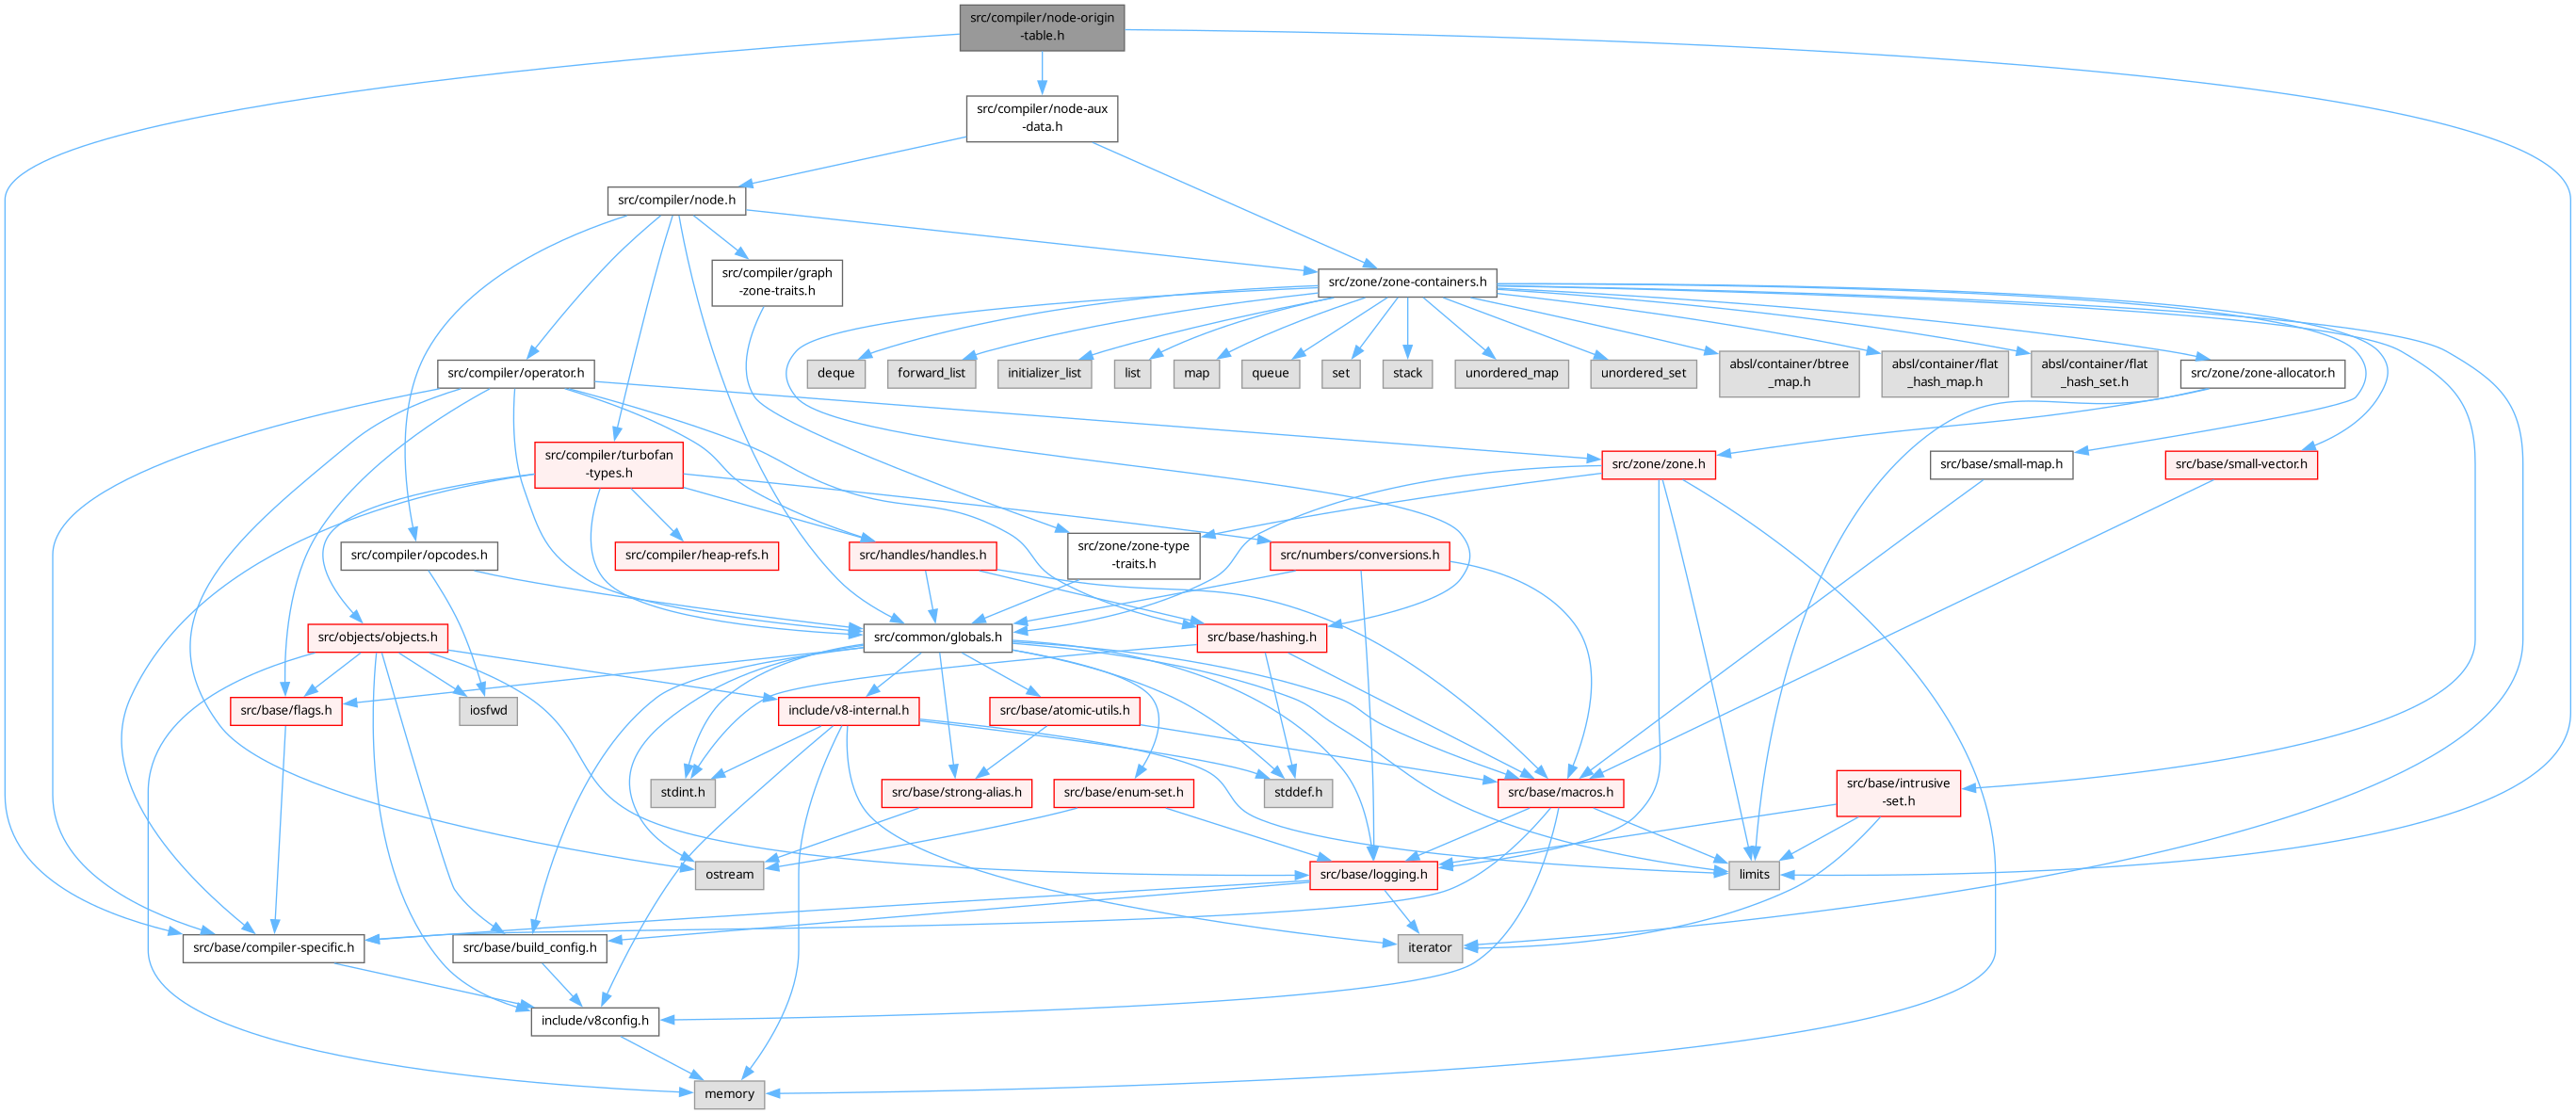 src/compiler/node-origin
-table.h
src/compiler/node-aux
-data.h
src/compiler/node.h
src/compiler/graph
-zone-traits.h
src/zone/zone-containers.h
src/compiler/operator.h
deque
forward_list
initializer_list
list
map
queue
set
stack
unordered_map
unordered_set
absl/container/btree
_map.h
absl/container/flat
_hash_map.h
absl/container/flat
_hash_set.h
src/zone/zone-allocator.h
src/compiler/turbofan
-types.h
src/zone/zone.h
src/base/small-map.h
src/base/small-vector.h
src/compiler/opcodes.h
src/compiler/heap-refs.h
src/handles/handles.h
src/zone/zone-type
-traits.h
src/numbers/conversions.h
src/objects/objects.h
src/common/globals.h
src/base/hashing.h
src/base/flags.h
iosfwd
include/v8-internal.h
src/base/atomic-utils.h
stdint.h
src/base/strong-alias.h
src/base/enum-set.h
stddef.h
src/base/macros.h
src/base/intrusive
-set.h
ostream
src/base/logging.h
limits
src/base/compiler-specific.h
src/base/build_config.h
iterator
include/v8config.h
memory